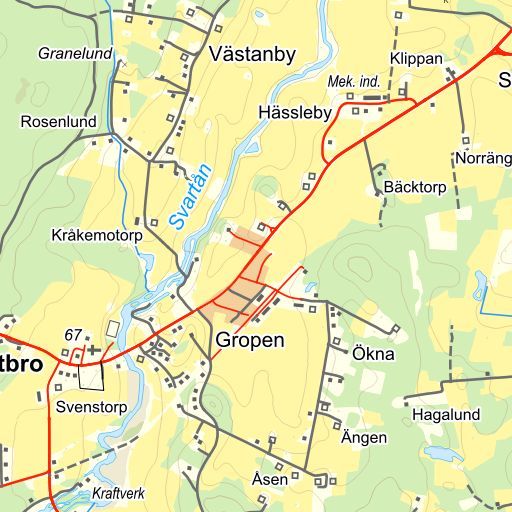 Granelund
Västanby
Klippan
Mek. ind.
S
Rosenlund
Hässleby
Norräng
Bäcktorp
Svartån
Kråkemotorp
67
Gropen
Ökna
tbro
Svenstorp
Hagalund
Ängen
Åsen
Kraftverk